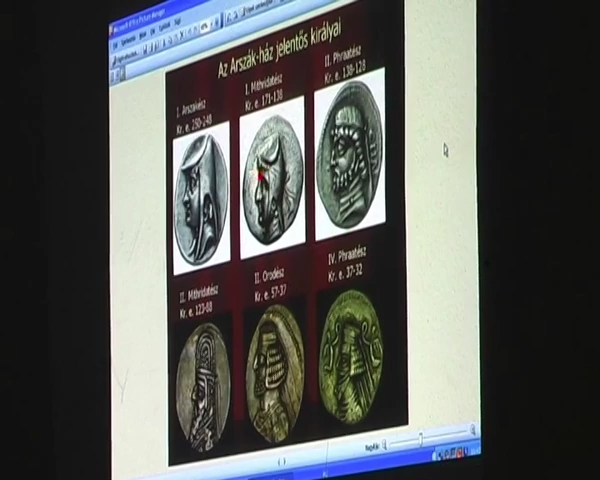 Az Arszák-ház jelentős királyai
I. Arszakész
Kr. e. 250-248
I. Mithridatész
Kr. e. 171-138
II. Phraatész
Kr. e. 138-128
II. Mithridatész
Kr. e. 123-88
II. Orodész
Kr. e. 57-37
IV. Phraatész
Kr. e. 37-32